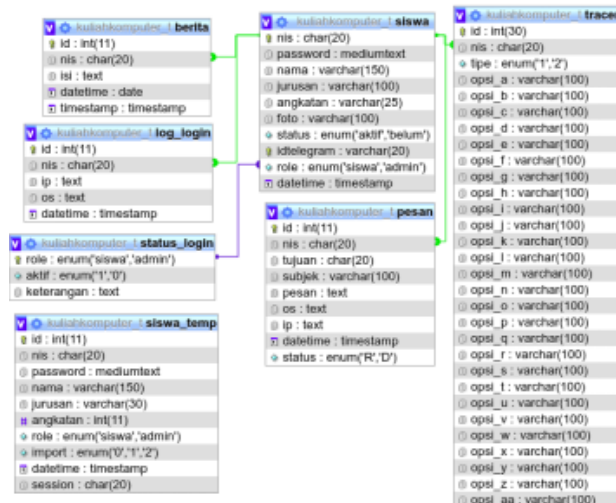 kuliahkomputer_t berita
id : int(11)
nis : char(20)
isi : text
datetime : date
timestamp : timestamp
kuliahkomputer_t log_login
id : int(11)
nis : char(20)
ip : text
os : text
datetime : timestamp
kuliahkomputer_t status_login
role : enum('siswa','admin')
aktif : enum('1','0')
keterangan : text
kuliahkomputer_t siswa_temp
id : int(11)
nis : char(20)
password : mediumtext
nama : varchar(150)
jurusan : varchar(30)
angkatan : int(11)
role : enum('siswa','admin')
import : enum('0','1','2')
datetime : timestamp
session : char(20)
kuliahkomputer_t siswa
nis : char(20)
password : mediumtext
nama : varchar(150)
jurusan : varchar(100)
angkatan : varchar(25)
foto : varchar(100)
status : enum('aktif','belum')
idtelegram : varchar(20)
role : enum('siswa','admin')
datetime : timestamp
kuliahkomputer_t pesan
id : int(11)
nis : char(20)
tujuan : char(20)
subjek : varchar(100)
pesan : text
os : text
ip : text
datetime : timestamp
status : enum('R','D')
kuliahkomputer_t tracer
id : int(30)
nis : char(20)
tipe : enum('1','2')
opsi_a : varchar(100)
opsi_b : varchar(100)
opsi_c : varchar(100)
opsi_d : varchar(100)
opsi_e : varchar(100)
opsi_f : varchar(100)
opsi_g : varchar(100)
opsi_h : varchar(100)
opsi_i : varchar(100)
opsi_j : varchar(100)
opsi_k : varchar(100)
opsi_l : varchar(100)
opsi_m : varchar(100)
opsi_n : varchar(100)
opsi_o : varchar(100)
opsi_p : varchar(100)
opsi_q : varchar(100)
opsi_r : varchar(100)
opsi_s : varchar(100)
opsi_t : varchar(100)
opsi_u : varchar(100)
opsi_v : varchar(100)
opsi_w : varchar(100)
opsi_x : varchar(100)
opsi_y : varchar(100)
opsi_z : varchar(100)
opsi_aa : varchar(100)